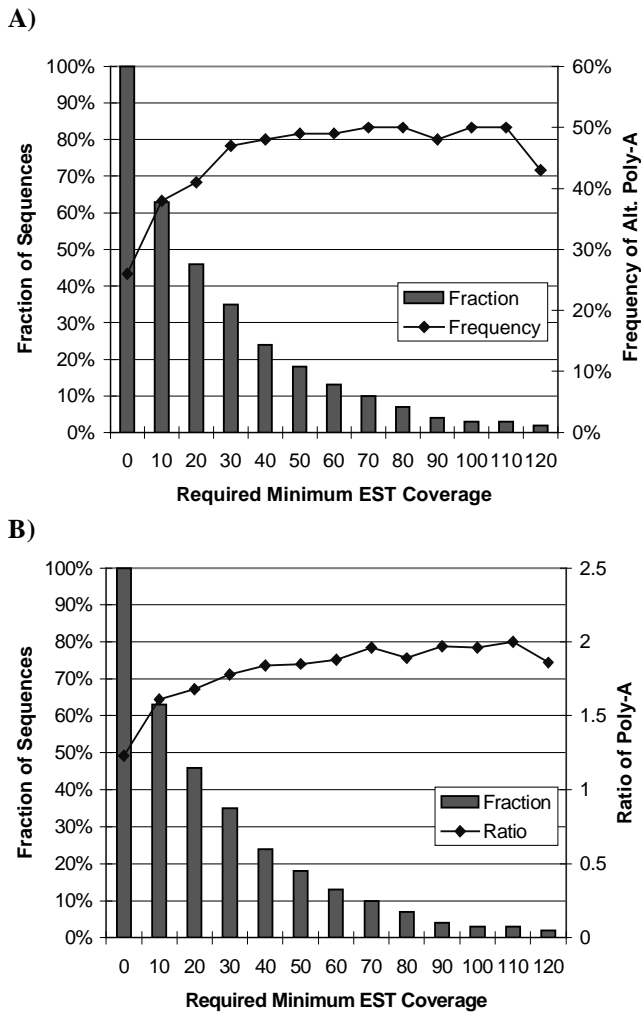 A)
100%
90%
80%
70%
60%
50%
40%
30%
20%
10%
0%
Fraction of Sequences
60%
50%
40%
30%
20%
10%
0%
Frequency of Alt. Poly-A
Fraction
Frequency
0 10 20 30 40 50 60 70 80 90 100 110 120
Required Minimum EST Coverage
B)
100%
90%
80%
70%
60%
50%
40%
30%
20%
10%
0%
Fraction of Sequences
2.5
2
1.5
1
0.5
0
Ratio of Poly-A
Fraction
Ratio
0 10 20 30 40 50 60 70 80 90 100 110 120
Required Minimum EST Coverage